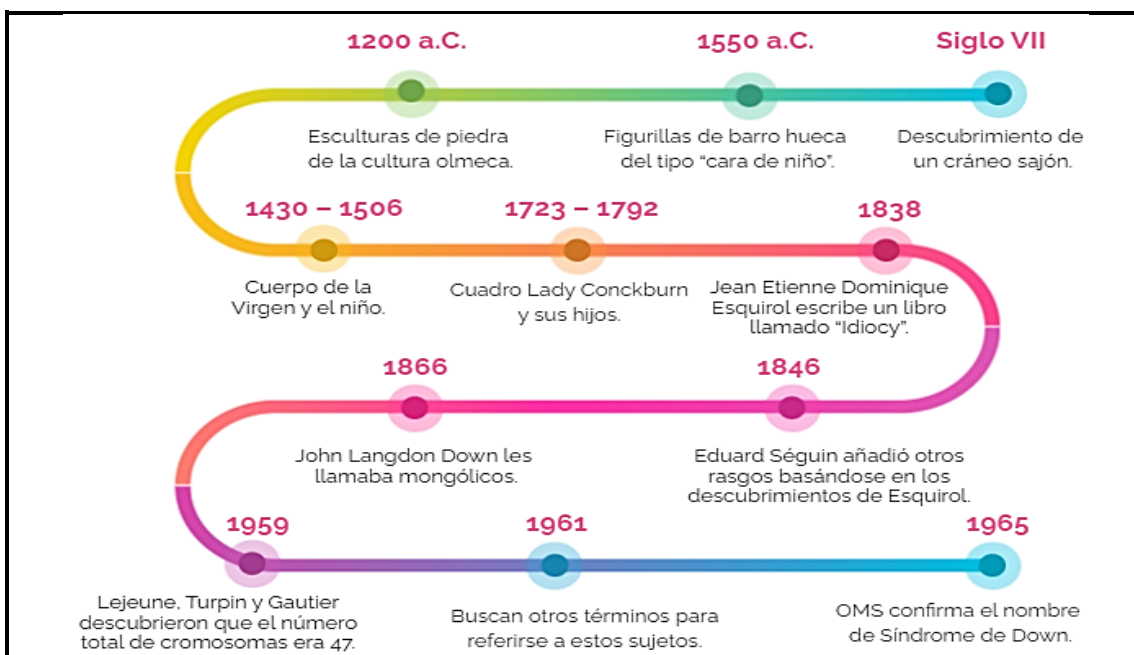 1200 a.C.
Esculturas de piedra
de la cultura olmeca.
1550 a.C.
Figurillas de barro hueca
del tipo “cara de niño”.
Siglo VII
Descubrimiento de
un cráneo sajón.
1430 – 1506
Cuerpo de la
Virgen y el niño.
1723 – 1792
Cuadro Lady Conckburn
y sus hijos.
1838
Jean Etienne Dominique
Esquirol escribe un libro
llamado “Idiocy”.
1866
John Langdon Down les
llamaba mongólicos.
1846
Eduard Séguin añadió otros
rasgos basándose en los
descubrimientos de Esquirol.
1959
Lejeune, Turpin y Gautier
descubrieron que el número
total de cromosomas era 47.
1961
Buscan otros términos para
referirse a estos sujetos.
1965
OMS confirma el nombre
de Síndrome de Down.